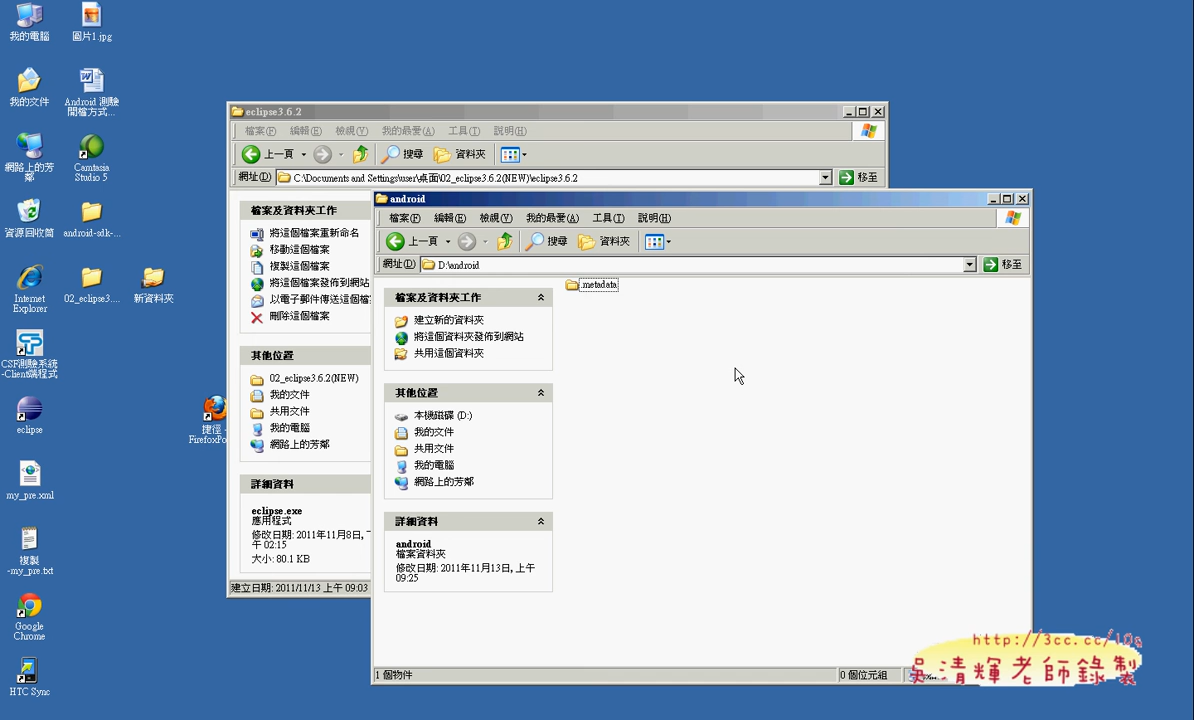 我的電腦
圖片1.jpg
我的文件
Android 測驗
開檔方式...
網路上的芳
鄰
Camtasia
Studio 5
資源回收筒
android-sdk-...
Internet
Explorer
02_eclipse3....
新資料夾
CSF測驗系統
-Client端程式
eclipse
捷徑 -
FirefoxPo
my_pre.xml
複製
-my_pre.txt
Google
Chrome
HTC Sync
eclipse3.6.2
檔案(F) 編輯(E) 檢視(V) 我的最愛(A) 工具(T) 說明(H)
上一頁 搜尋 資料夾
網址(D) C:\Documents and Settings\user\桌面\02_eclipse3.6.2(NEW)\eclipse3.6.2 移至
檔案及資料夾工作
將這個檔案重新命名
移動這個檔案
複製這個檔案
將這個檔案發佈到網站
以電子郵件傳送這個檔
刪除這個檔案
其他位置
02_eclipse3.6.2(NEW)
我的文件
共用文件
我的電腦
網路上的芳鄰
詳細資料
eclipse.exe
應用程式
修改日期: 2011年11月8日,
午 02:15
大小: 80.1 KB
建立日期: 2011/11/13 上午 09:03
android
檔案(F) 編輯(E) 檢視(V) 我的最愛(A) 工具(T) 說明(H)
上一頁 搜尋 資料夾
網址(D) D:\android 移至
檔案及資料夾工作
建立新的資料夾
將這個資料夾發佈到網站
共用這個資料夾
其他位置
本機磁碟 (D:)
我的文件
共用文件
我的電腦
網路上的芳鄰
詳細資料
android
檔案資料夾
修改日期: 2011年11月13日, 上午
09:25
.metadata
1 個物件
0 個位元組
http://3cc.cc/10a
吳清輝老師錄製